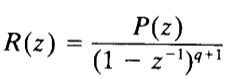 R(z) = P(z) / (1 − z⁻¹)^{q+1}